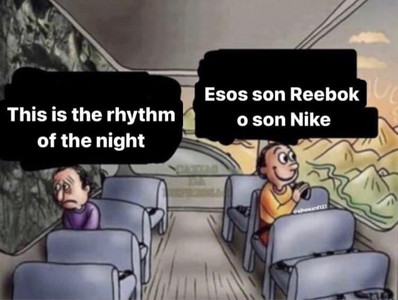 This is the rhythm
of the night
Esos son Reebok
o son Nike